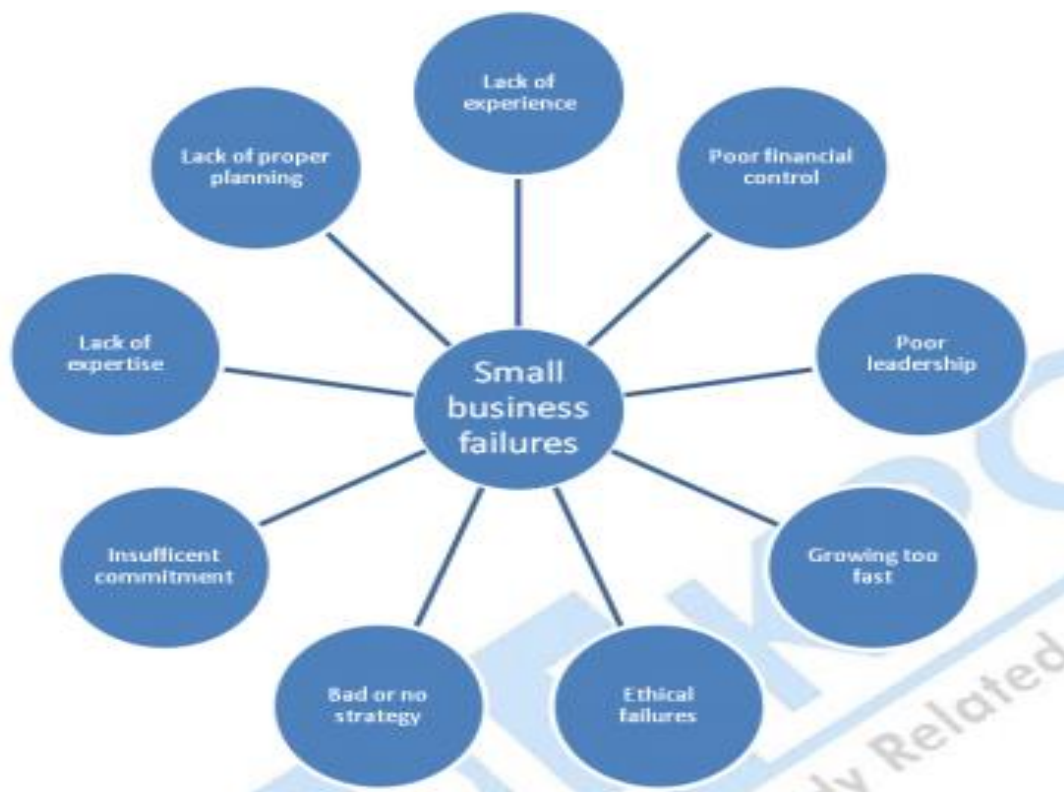 Lack of
experience
Poor financial
control
Poor
leadership
Growing too
fast
Ethical
failures
Bad or no
strategy
Insufficent
commitment
Lack of
expertise
Lack of proper
planning
Small
business
failures
Related